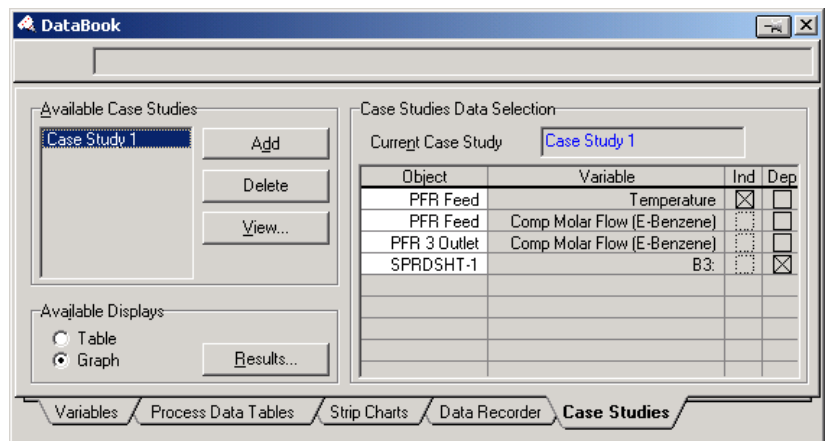 DataBook
Available Case Studies
Case Study 1
Add
Delete
View...
Available Displays
Table
Graph
Results...
Case Studies Data Selection
Current Case Study Case Study 1
Object Variable Ind Dep
PFR Feed Temperature
PFR Feed Comp Molar Flow (E-Benzene)
PFR 3 Outlet Comp Molar Flow (E-Benzene)
SPRDSHT-1 B3:
Variables Process Data Tables Strip Charts Data Recorder Case Studies